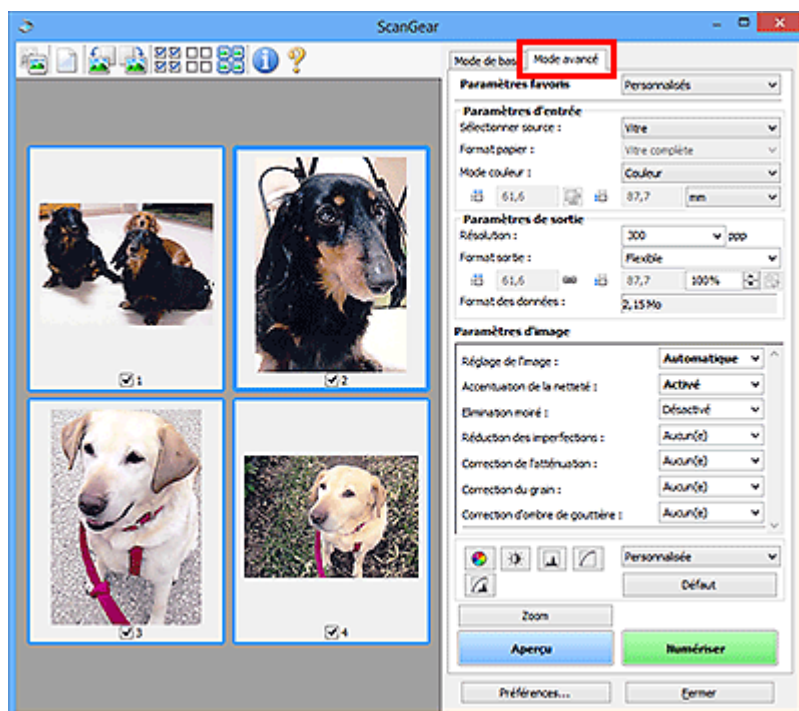 ScanGear
Mode de base Mode avancé
Paramètres favoris Personnalisés
Paramètres d'entrée
Sélectionner source : Vitre
Format papier : Vitre complète
Mode couleur : Couleur
61,6 87,7 mm
Paramètres de sortie
Résolution : 300 ppp
Format sortie : Flexible
61,6 87,7 100%
Format des données : 2,15 Mo
Paramètres d'image
Réglage de l'image : Automatique
Accentuation de la netteté : Activé
Elimination moiré : Désactivé
Réduction des imperfections : Aucun(e)
Correction de l'atténuation : Aucun(e)
Correction du grain : Aucun(e)
Correction d'ombre de gouttière : Aucun(e)
1
2
3
4
Personnalisée
Défaut
Zoom
Aperçu Numériser
Préférences... Fermer